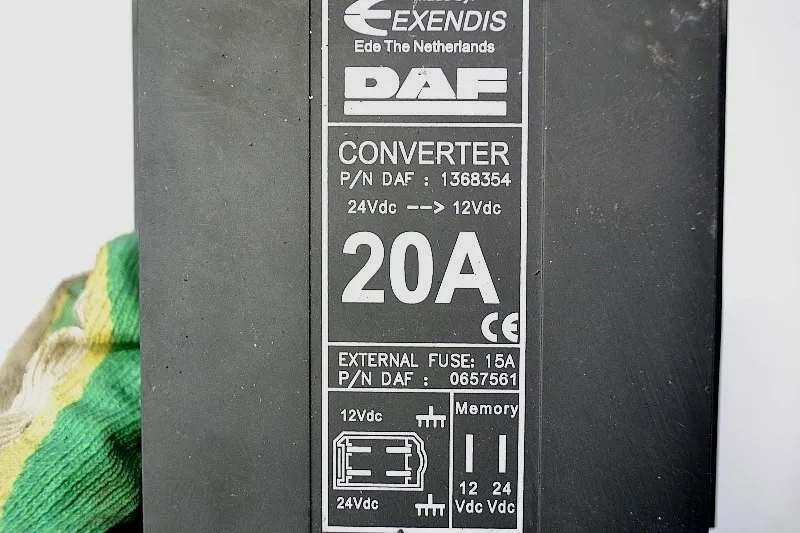 EXENDIS
Ede The Netherlands
DAF
CONVERTER
P/N DAF : 1368354
24Vdc --> 12Vdc
20A
CE
EXTERNAL FUSE: 15A
P/N DAF : 0657561
12Vdc
24Vdc
Memory
12 24
Vdc Vdc